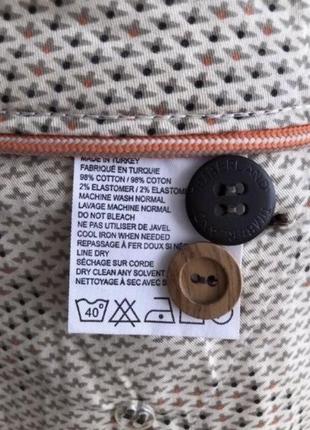 MADE IN TURKEY
FABRIQUÉ EN TURQUIE
98% COTTON / 98% COTON
2% ELASTOMER / 2% ELASTOMER
MACHINE WASH NORMAL
LAVAGE MACHINE NORMAL
DO NOT BLEACH
NE PAS UTILISER DE JAVEL
COOL IRON WHEN NEEDED
REPASSAGE À FER DOUX SI NÉ
LINE DRY
SÉCHAGE SUR CORDE
DRY CLEAN ANY SOLVENT
NETTOYAGE À SEC AVEC S
40°